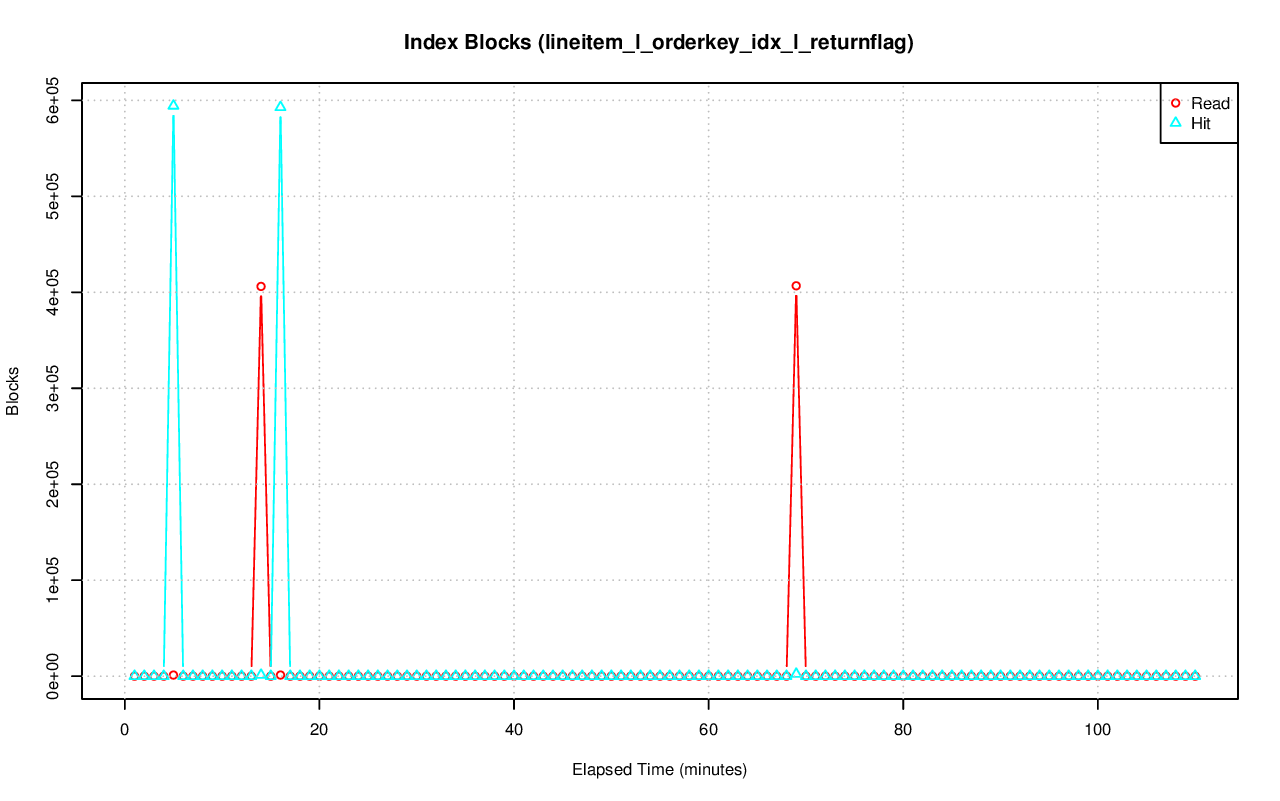 Index Blocks (lineitem_l_orderkey_idx_l_returnflag)
Read
Hit
Blocks
6e+05
5e+05
4e+05
3e+05
2e+05
1e+05
0e+00
0 20 40 60 80 100
Elapsed Time (minutes)